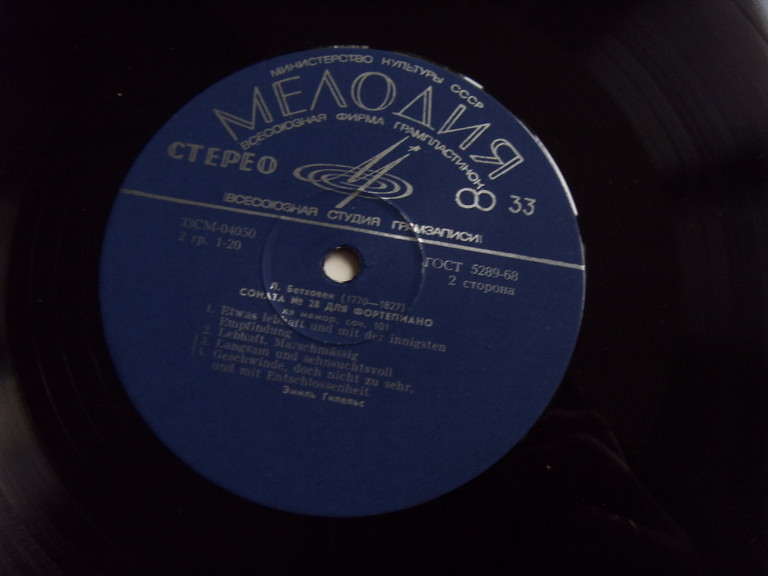 МИНИСТЕРСТВО КУЛЬТУРЫ СССР
МЕЛОДИЯ
ВСЕСОЮЗНАЯ ФИРМА ГРАМПЛАСТИНОК
СТЕРЕО
33
ВСЕСОЮЗНАЯ СТУДИЯ ГРАМЗАПИСИ
33СМ-04050
2 гр. 1-20
ГОСТ 5289-68
2 сторона
Л. Бетховен (1770—1827)
СОНАТА № 28 ДЛЯ ФОРТЕПИАНО
ля мажор, соч. 101
1. Etwas lebhaft und mit der innigsten
Empfindung
2. Lebhaft. Marschmässig
3. Langsam und sehnsuchtsvoll
4. Geschwinde, doch nicht zu sehr,
und mit Entschlossenheit
Эмиль Гилельс